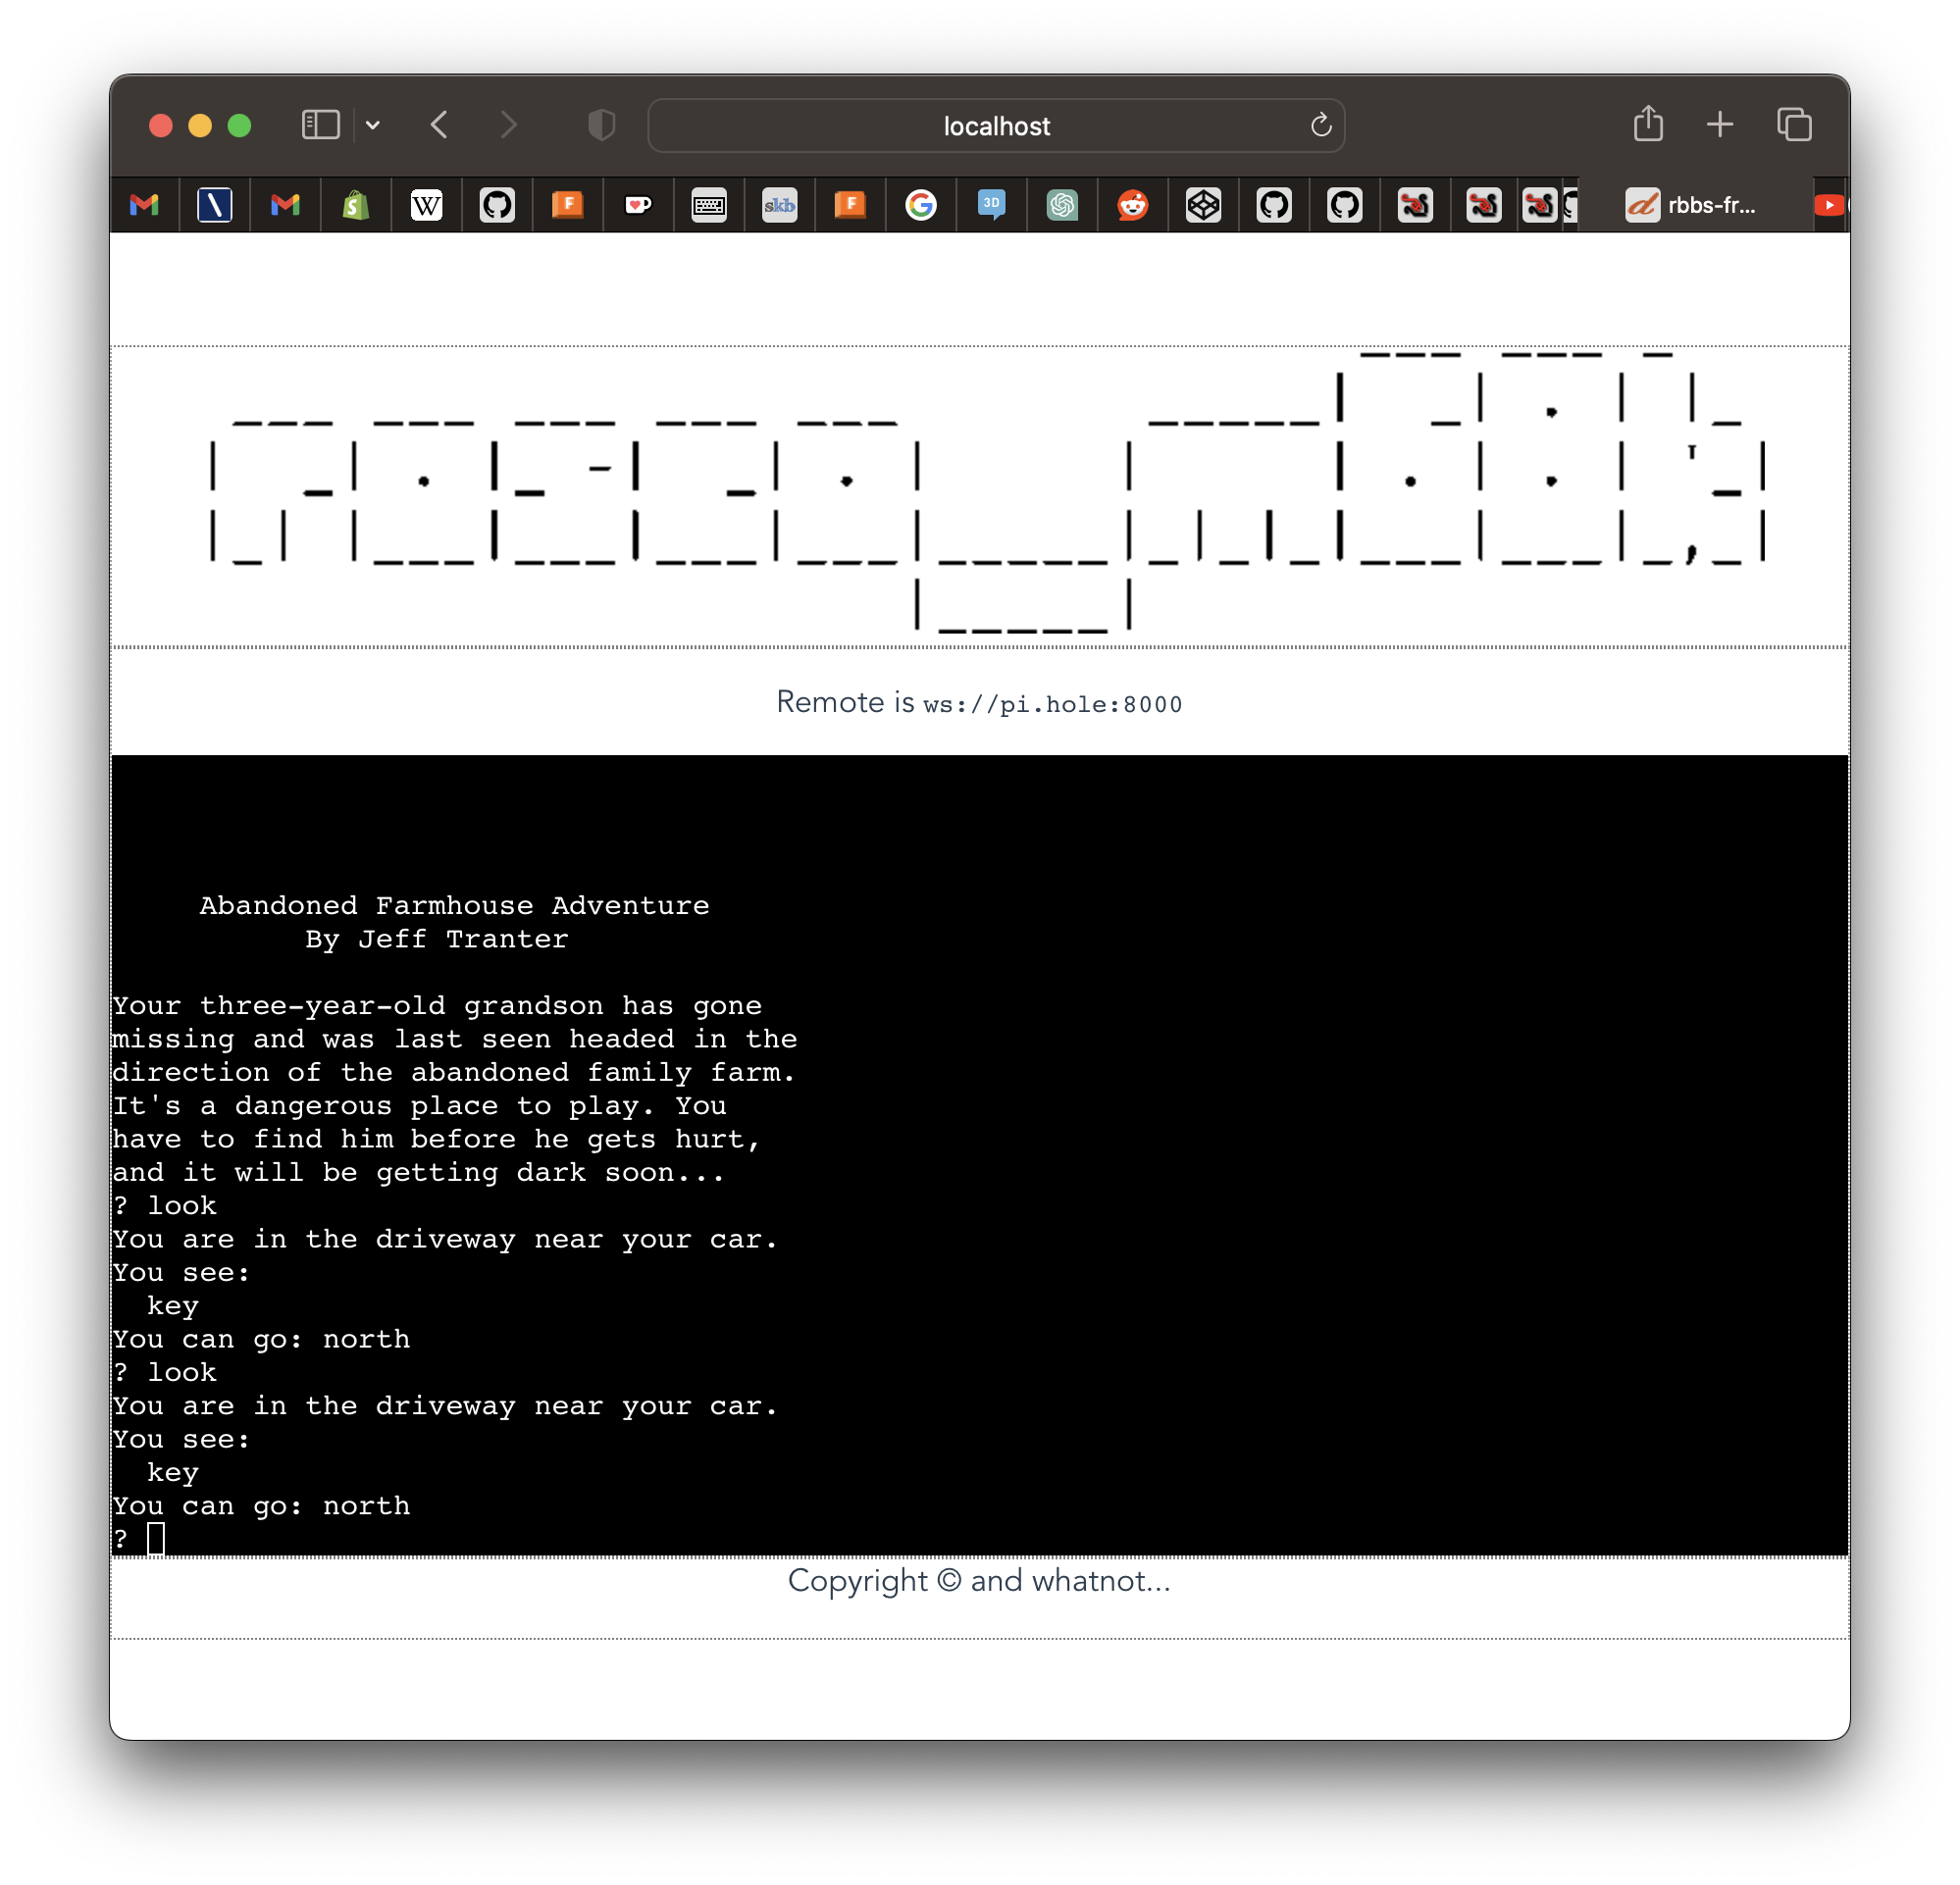 localhost
W
F
skb
F
G
3D
rbbs-fr...
Remote is ws://pi.hole:8000
Abandoned Farmhouse Adventure
By Jeff Tranter
Your three-year-old grandson has gone
missing and was last seen headed in the
direction of the abandoned family farm.
It's a dangerous place to play. You
have to find him before he gets hurt,
and it will be getting dark soon...
? look
You are in the driveway near your car.
You see:
key
You can go: north
? look
You are in the driveway near your car.
You see:
key
You can go: north
?
Copyright © and whatnot...